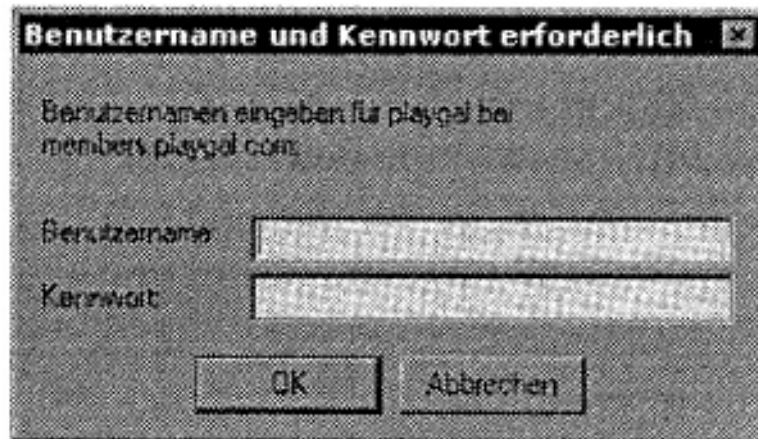 Benutzername und Kennwort erforderlich
Benutzernamen eingeben für playgal bei
members.playgal.com:
Benutzername:
Kennwort:
OK
Abbrechen